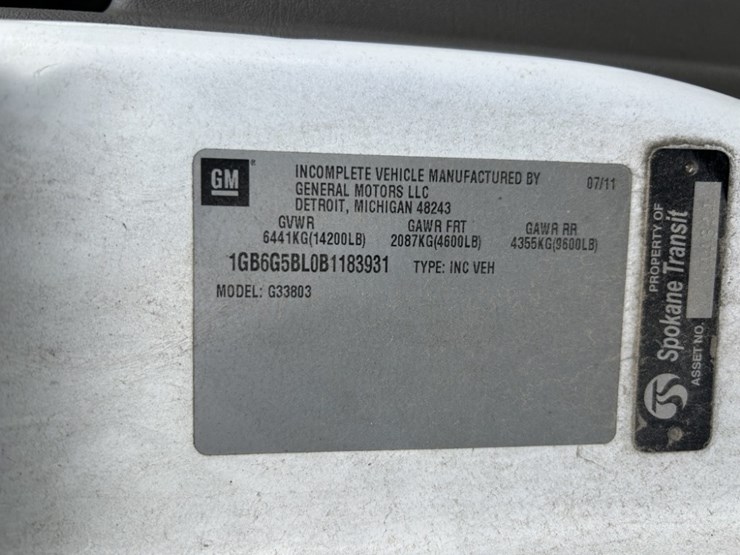 GM
®
INCOMPLETE VEHICLE MANUFACTURED BY 07/11
GENERAL MOTORS LLC
DETROIT, MICHIGAN 48243
GVWR GAWR FRT GAWR RR
6441KG(14200LB) 2087KG(4600LB) 4355KG(9600LB)
1GB6G5BL0B1183931 TYPE: INC VEH
MODEL: G33803
PROPERTY OF
Spokane Transit
ASSET NO.